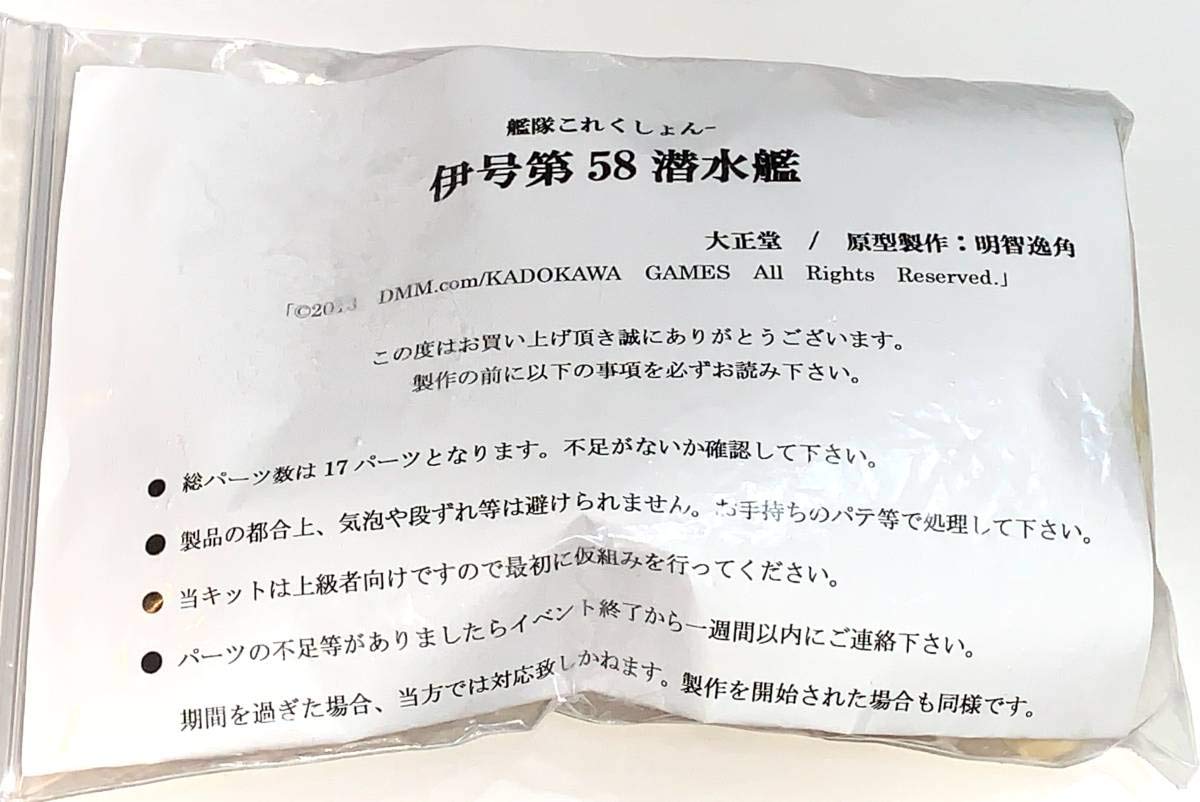 艦隊これくしょん-
伊号第58潜水艦
大正堂 / 原型製作：明智逸角
「©2013 DMM.com/KADOKAWA GAMES All Rights Reserved.」
この度はお買い上げ頂き誠にありがとうございます。
製作の前に以下の事項を必ずお読み下さい。
● 総パーツ数は17パーツとなります。不足がないか確認して下さい。
● 製品の都合上、気泡や段ずれ等は避けられません。お手持ちのパテ等で処理して下さい。
● 当キットは上級者向けですので最初に仮組みを行ってください。
● パーツの不足等がありましたらイベント終了から一週間以内にご連絡下さい。
期間を過ぎた場合、当方では対応致しかねます。製作を開始された場合も同様です。